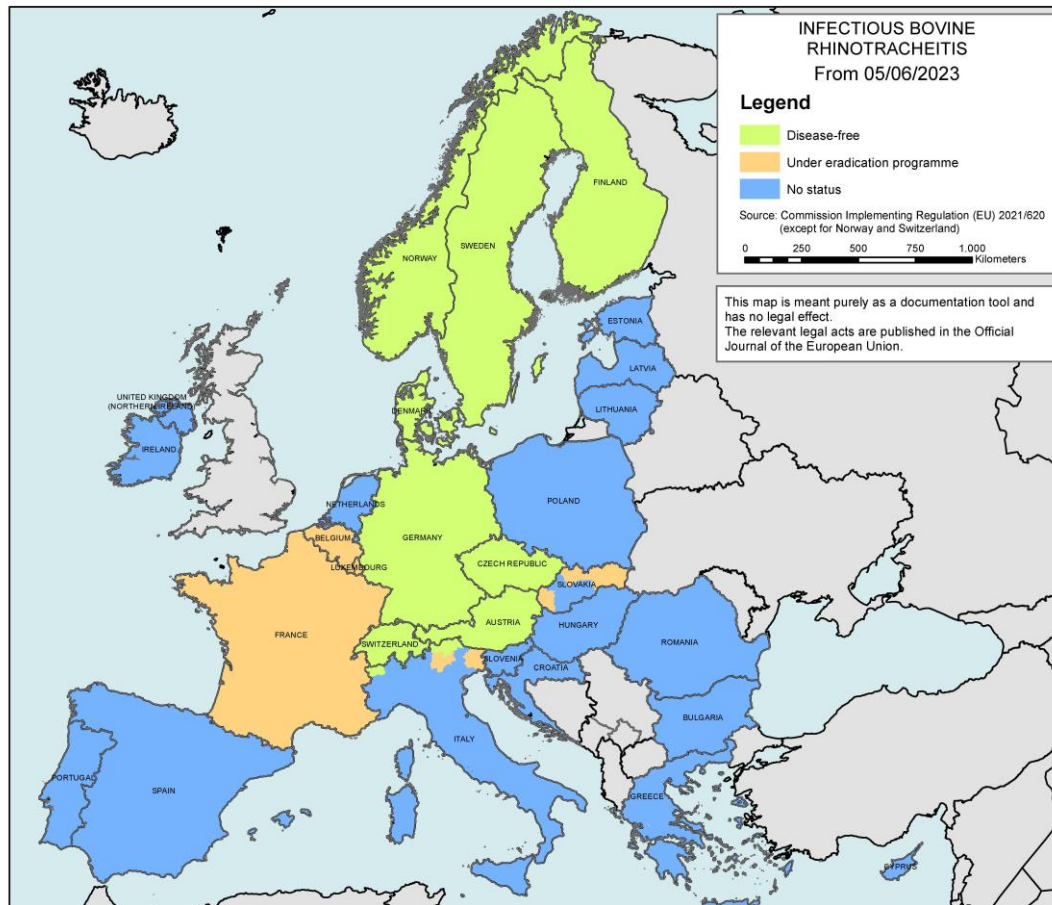 INFECTIOUS BOVINE
RHINOTRACHEITIS
From 05/06/2023
Legend
Disease-free
Under eradication programme
No status
Source: Commission Implementing Regulation (EU) 2021/620
(except for Norway and Switzerland)
0 250 500 750 1.000
Kilometers
This map is meant purely as a documentation tool and
has no legal effect.
The relevant legal acts are published in the Official
Journal of the European Union.
FINLAND
SWEDEN
NORWAY
ESTONIA
LATVIA
LITHUANIA
DENMARK
UNITED KINGDOM
(NORTHERN IRELAND)
IRELAND
NETHERLANDS
POLAND
BELGIUM
GERMANY
LUXEMBOURG
CZECH REPUBLIC
SLOVAKIA
AUSTRIA
HUNGARY
FRANCE
SWITZERLAND
ROMANIA
SLOVENIA
CROATIA
BULGARIA
ITALY
PORTUGAL
SPAIN
GREECE
CYPRUS